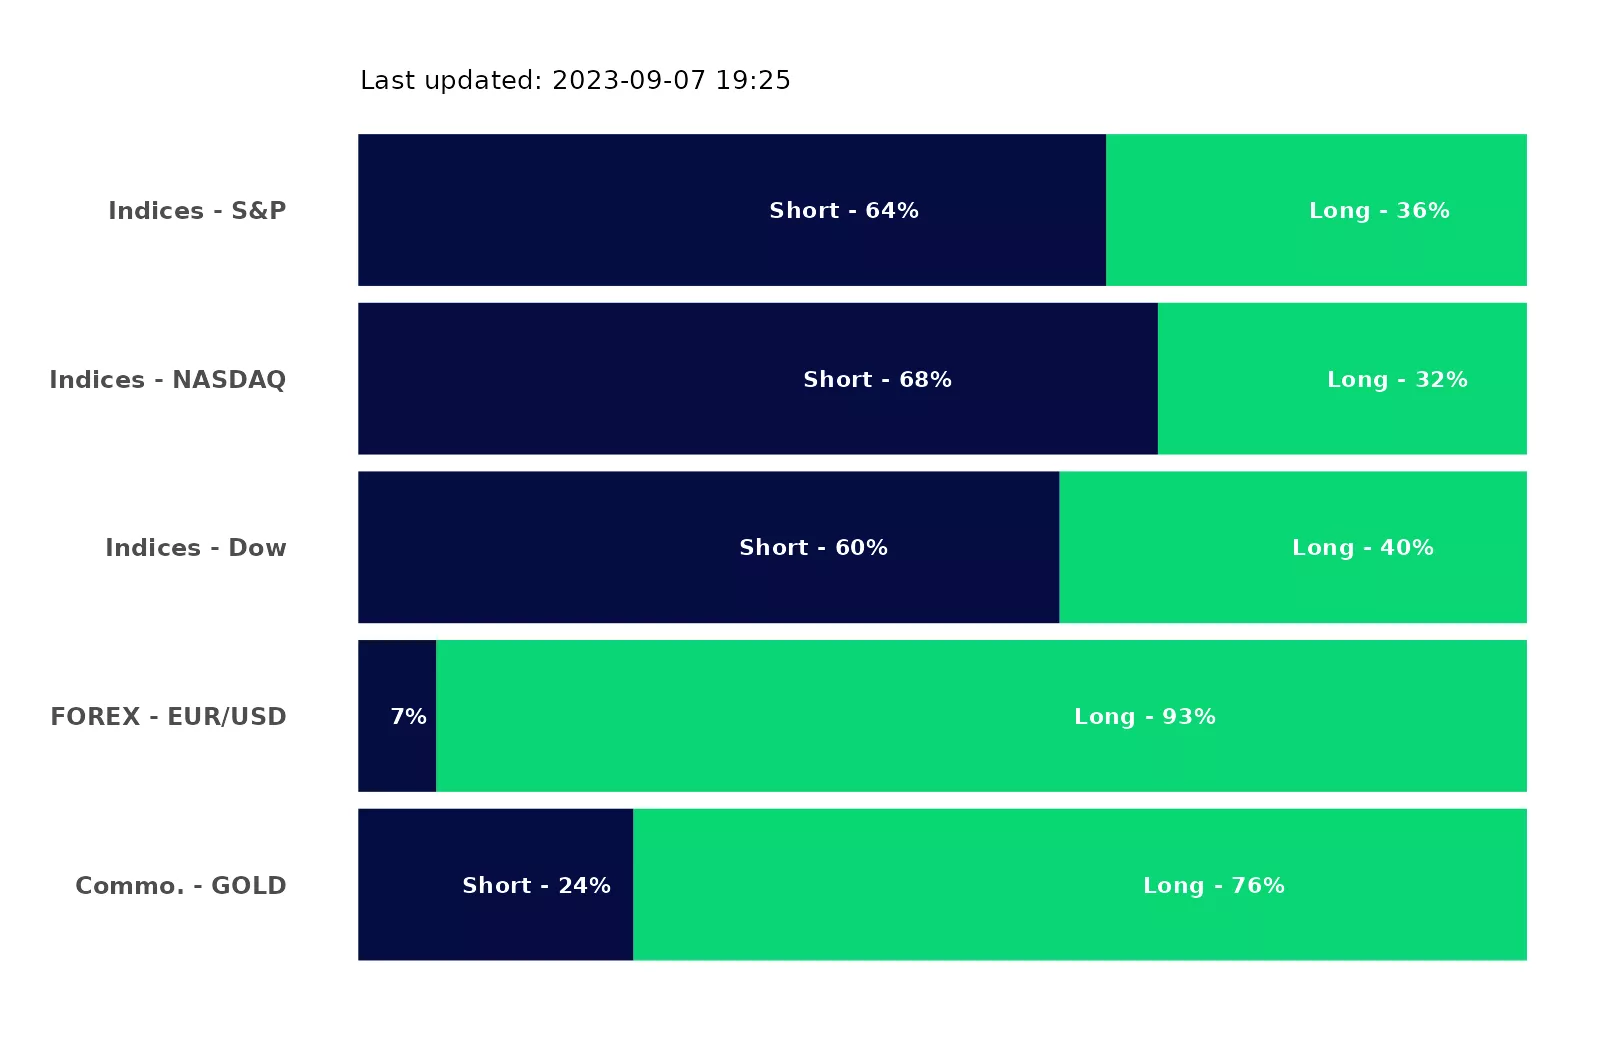 Last updated: 2023-09-07 19:25
Indices - S&P Short - 64% Long - 36%
Indices - NASDAQ Short - 68% Long - 32%
Indices - Dow Short - 60% Long - 40%
FOREX - EUR/USD 7% Long - 93%
Commo. - GOLD Short - 24% Long - 76%